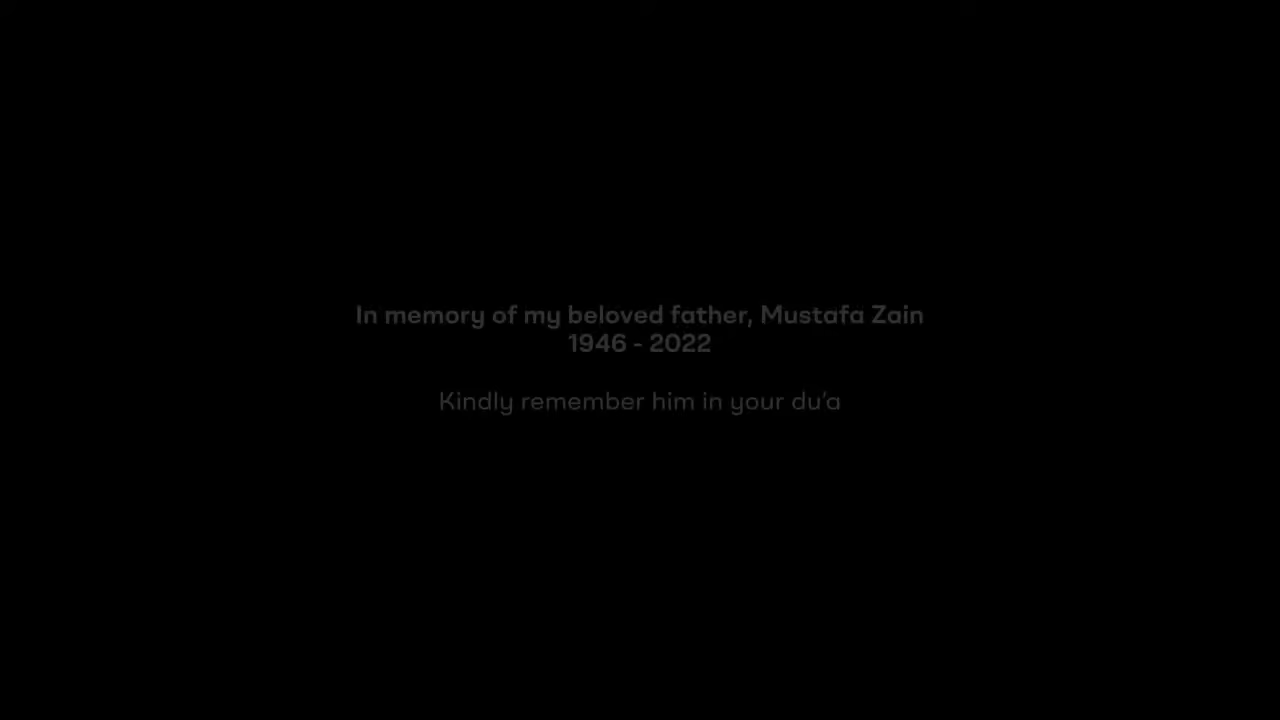 In memory of my beloved father, Mustafa Zain
1946 - 2022
Kindly remember him in your du’a